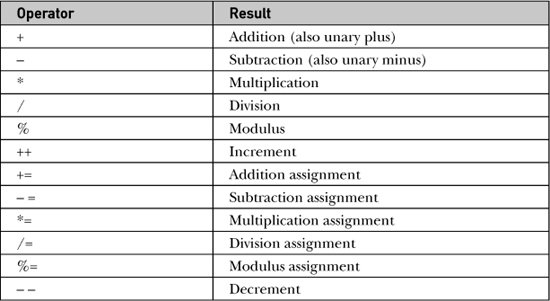 Operator Result
+ Addition (also unary plus)
– Subtraction (also unary minus)
* Multiplication
/ Division
% Modulus
++ Increment
+= Addition assignment
– = Subtraction assignment
*= Multiplication assignment
/= Division assignment
%= Modulus assignment
– – Decrement